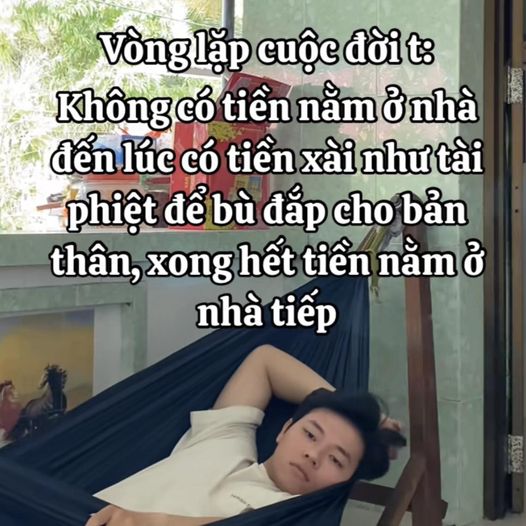 Vòng lặp cuộc đời t:
Không có tiền nằm ở nhà
đến lúc có tiền xài như tài
phiệt để bù đắp cho bản
thân, xong hết tiền nằm ở
nhà tiếp